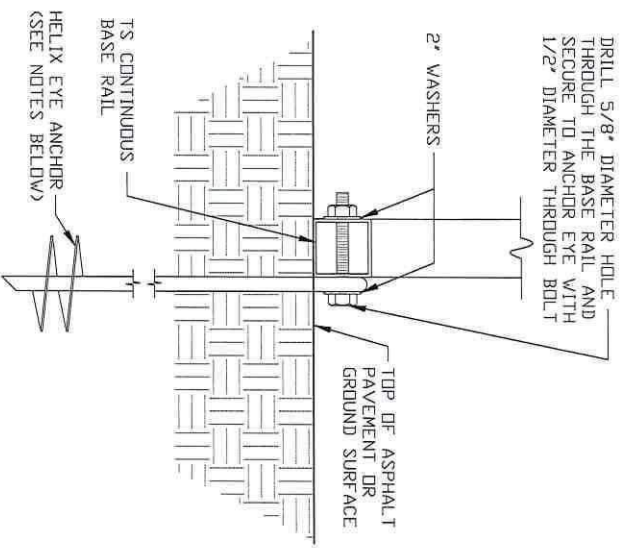 DRILL 5/8" DIAMETER HOLE
THROUGH THE BASE RAIL AND
SECURE TO ANCHOR EYE WITH
1/2" DIAMETER THROUGH BOLT
2" WASHERS
TOP OF ASPHALT
PAVEMENT OR
GROUND SURFACE
TS CONTINUOUS
BASE RAIL
HELIX EYE ANCHOR
(SEE NOTES BELOW)